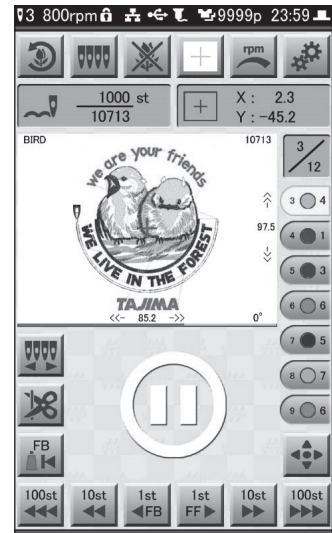 3 800rpm 9999p 23:59
rpm
1000 st
10713
X : 2.3
Y : -45.2
BIRD 10713
we are your friends
WE LIVE IN THE FOREST
TAJIMA
97.5
<<- 85.2 ->> 0°
3/12
3 4
4 1
5 3
6 6
7 5
8 7
9 6
FB
100st 10st 1st 1st 10st 100st
FB FF